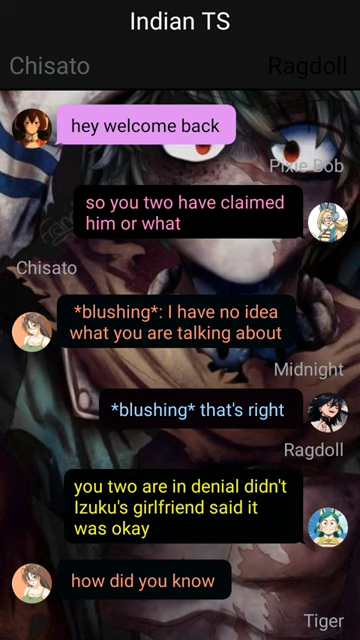 Indian TS
Chisato
Ragdoll
hey welcome back
Pixie Bob
so you two have claimed
him or what
Chisato
*blushing*: I have no idea
what you are talking about
Midnight
*blushing* that's right
Ragdoll
you two are in denial didn't
Izuku's girlfriend said it
was okay
how did you know
Tiger